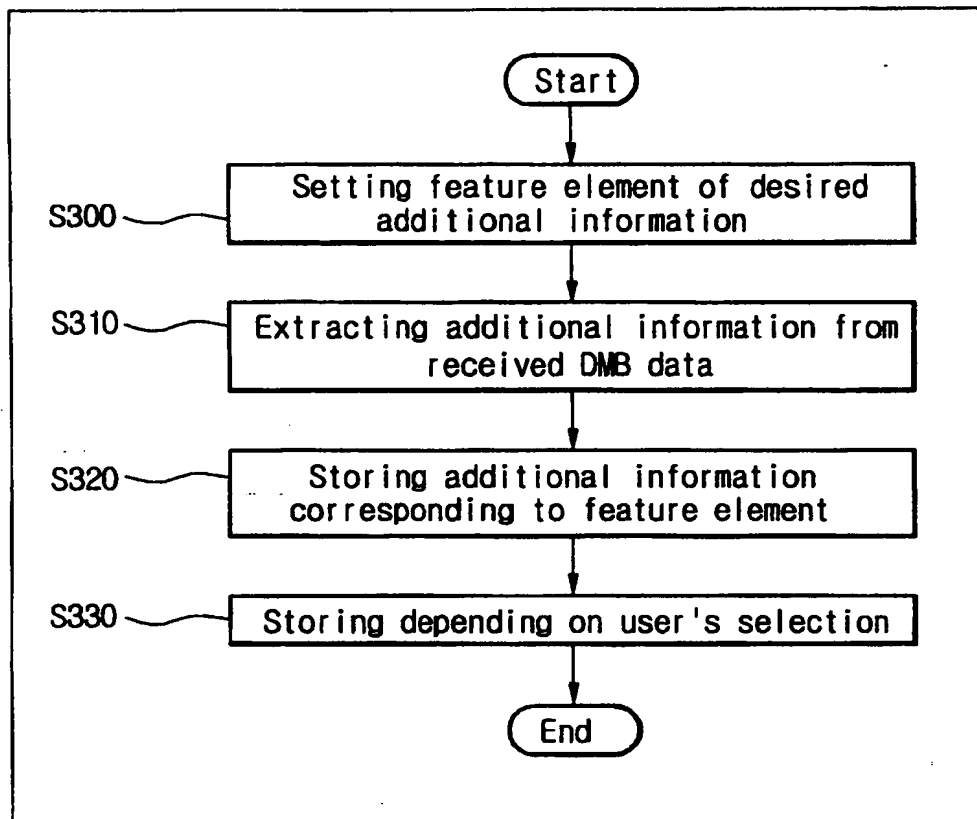 Start
S300
Setting feature element of desired
additional information
S310
Extracting additional information from
received DMB data
S320
Storing additional information
corresponding to feature element
S330
Storing depending on user's selection
End